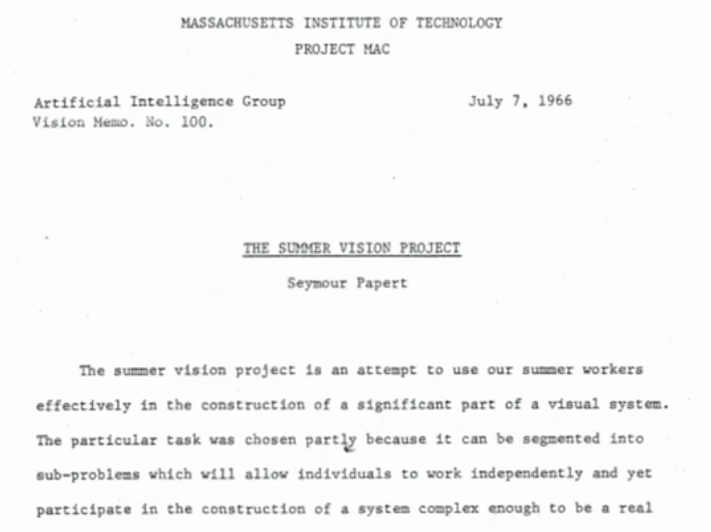 MASSACHUSETTS INSTITUTE OF TECHNOLOGY
PROJECT MAC
Artificial Intelligence Group July 7, 1966
Vision Memo. No. 100.
THE SUMMER VISION PROJECT
Seymour Papert
The summer vision project is an attempt to use our summer workers
effectively in the construction of a significant part of a visual system.
The particular task was chosen partly because it can be segmented into
sub-problems which will allow individuals to work independently and yet
participate in the construction of a system complex enough to be a real